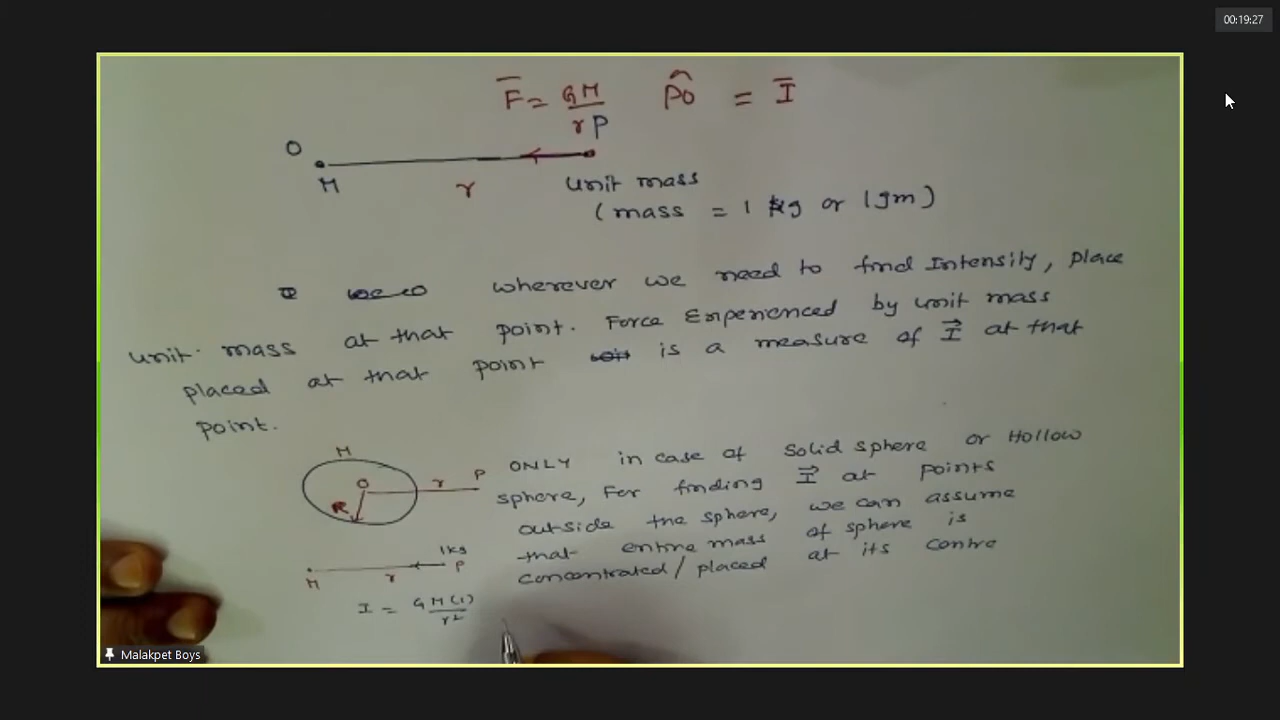 00:19:27
F̅ = GM/r P̂O = I̅
O P
M r unit mass
(mass = 1 kg or 1gm)
wherever we need to find Intensity, place
unit mass at that point. Force Experienced by unit mass
placed at that point is a measure of I⃗ at that
point.
M
O r P
R
ONLY in case of solid sphere or Hollow
sphere, For finding I⃗ at points
outside the sphere, we can assume
that entire mass of sphere is
concentrated/placed at its centre
1kg
M r P
I = GM(1)/r²
Malakpet Boys